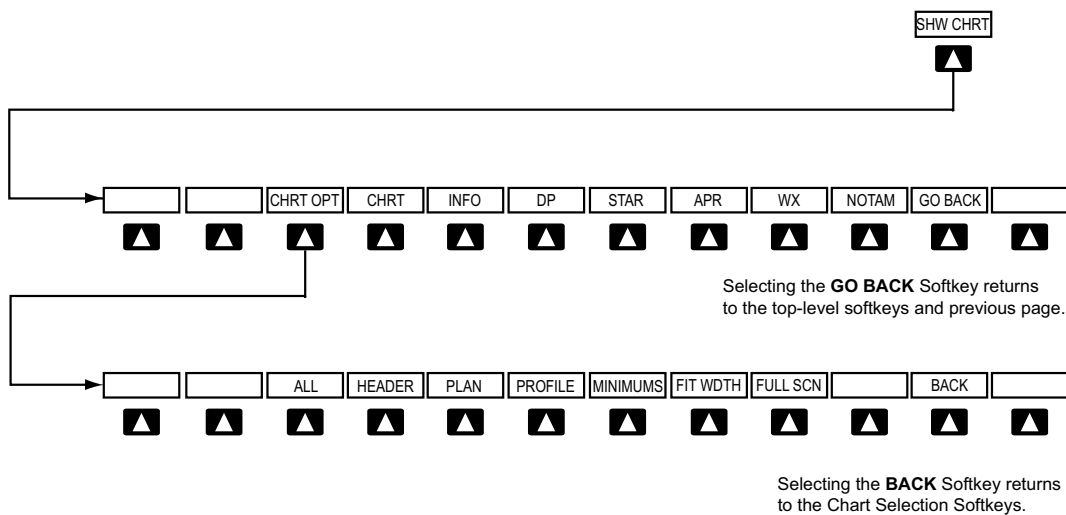 SHW CHRT
CHRT OPT CHRT INFO DP STAR APR WX NOTAM GO BACK
Selecting the GO BACK Softkey returns
to the top-level softkeys and previous page.
ALL HEADER PLAN PROFILE MINIMUMS FIT WDTH FULL SCN BACK
Selecting the BACK Softkey returns
to the Chart Selection Softkeys.